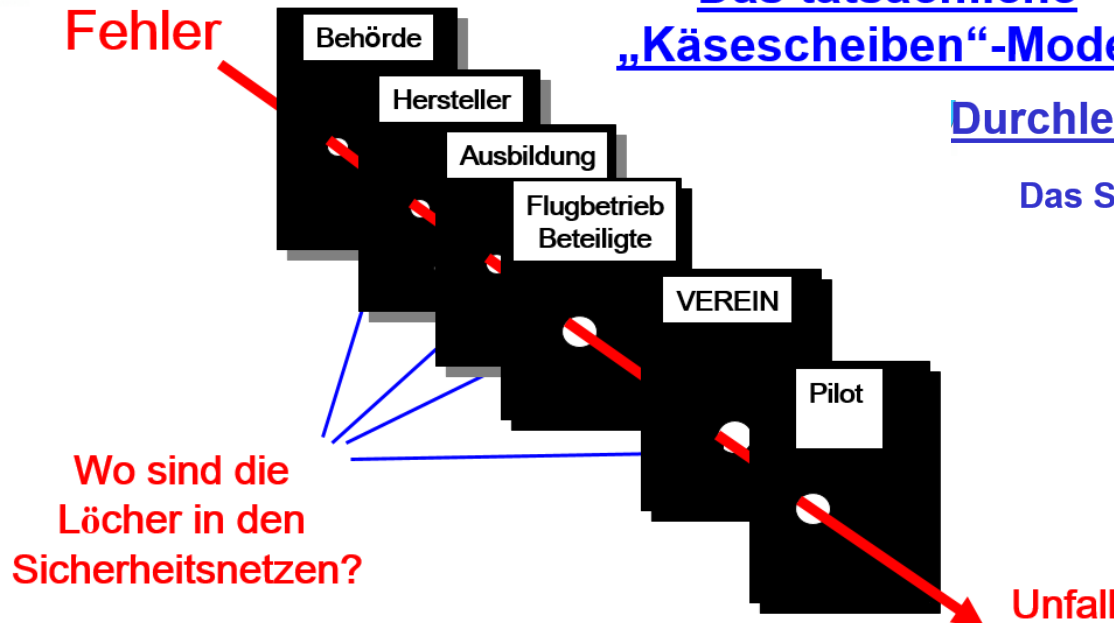 „Käsescheiben“-Mode
Durchle
Das S
Fehler
Behörde
Hersteller
Ausbildung
Flugbetrieb
Beteiligte
VEREIN
Pilot
Wo sind die
Löcher in den
Sicherheitsnetzen?
Unfall